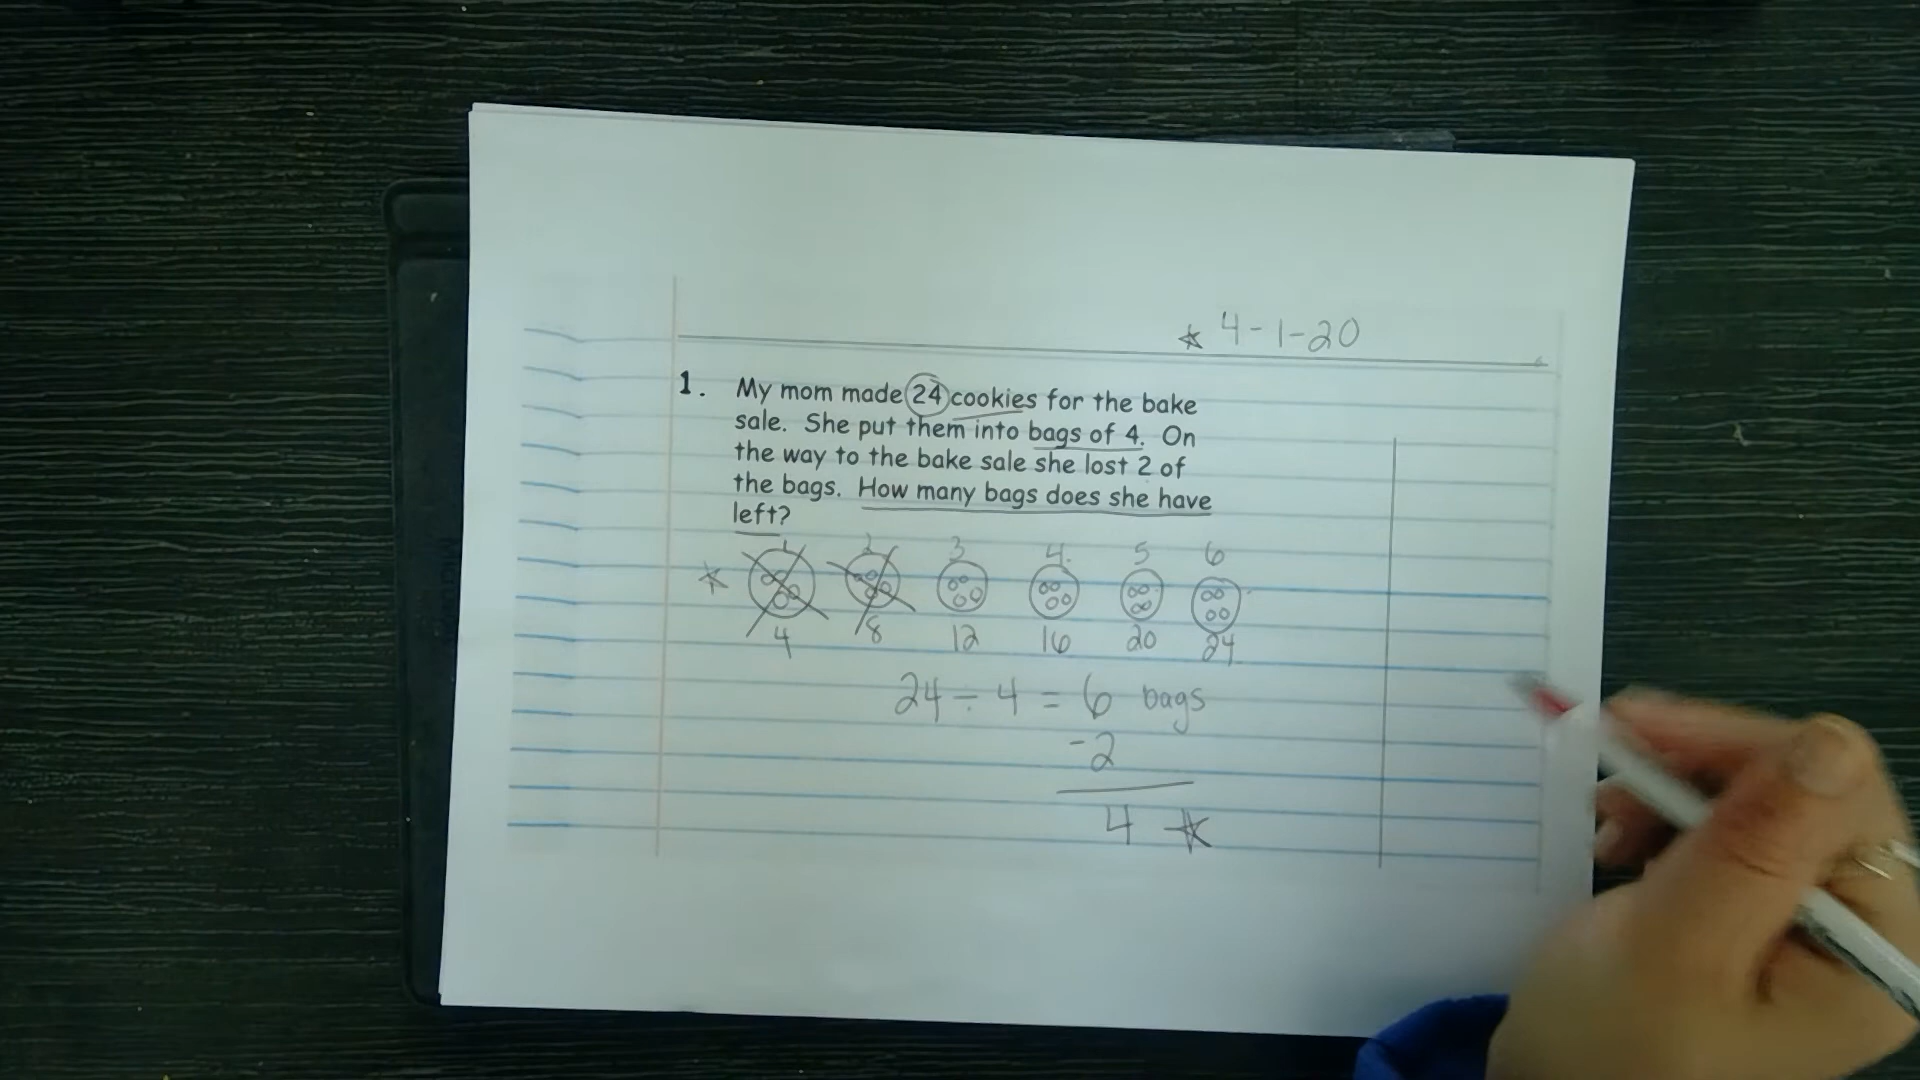 4-1-20
1. My mom made 24 cookies for the bake
sale. She put them into bags of 4. On
the way to the bake sale she lost 2 of
the bags. How many bags does she have
left?
1 2 3 4. 5 6
4 8 12 16 20 24
24 ÷ 4 = 6 bags
-2
4